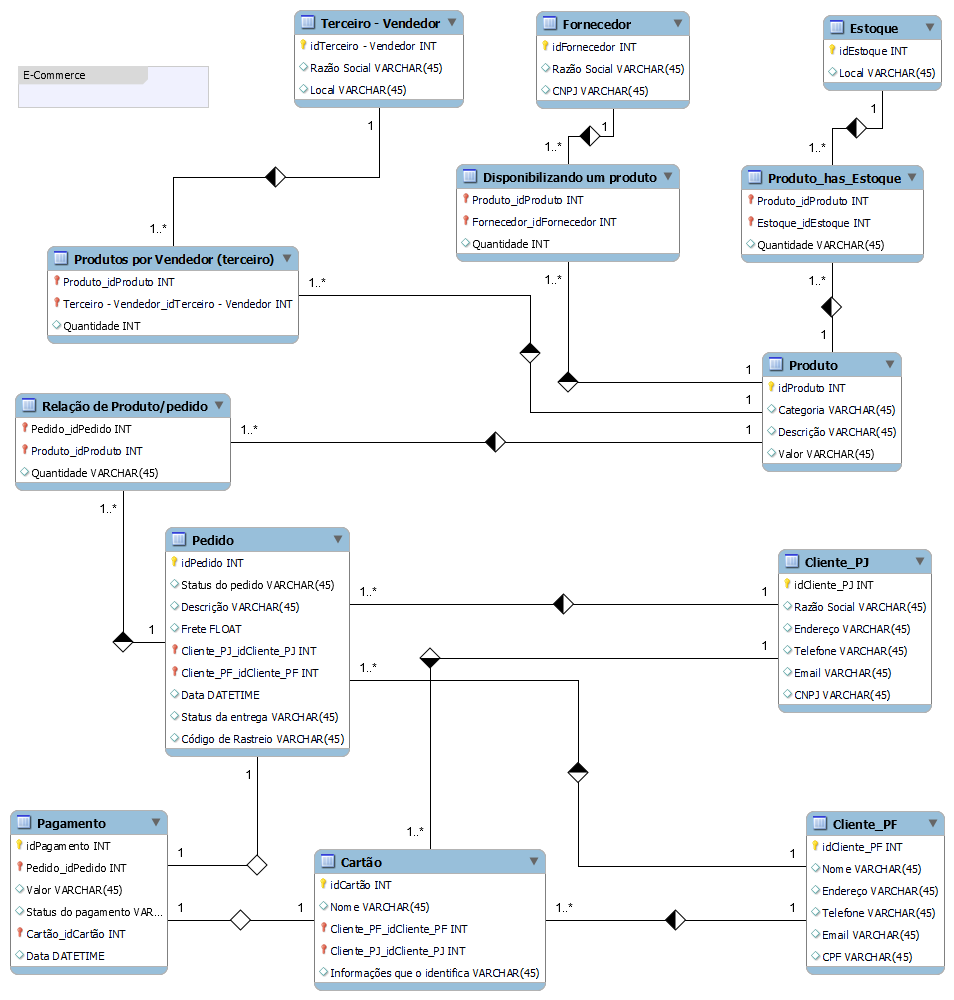 E-Commerce
Terceiro - Vendedor
idTerceiro - Vendedor INT
Razão Social VARCHAR(45)
Local VARCHAR(45)
Fornecedor
idFornecedor INT
Razão Social VARCHAR(45)
CNPJ VARCHAR(45)
Estoque
idEstoque INT
Local VARCHAR(45)
1
1
1
1..*
1..*
1..*
Disponibilizando um produto
Produto_idProduto INT
Fornecedor_idFornecedor INT
Quantidade INT
Produto_has_Estoque
Produto_idProduto INT
Estoque_idEstoque INT
Quantidade VARCHAR(45)
Produtos por Vendedor (terceiro)
Produto_idProduto INT
Terceiro - Vendedor_idTerceiro - Vendedor INT
Quantidade INT
1..*
1..*
1..*
1
1
1
Produto
idProduto INT
Categoria VARCHAR(45)
Descrição VARCHAR(45)
Valor VARCHAR(45)
Relação de Produto/pedido
Pedido_idPedido INT
Produto_idProduto INT
Quantidade VARCHAR(45)
1..*
1
1..*
1
Pedido
idPedido INT
Status do pedido VARCHAR(45)
Descrição VARCHAR(45)
Frete FLOAT
Cliente_PJ_idCliente_PJ INT
Cliente_PF_idCliente_PF INT
Data DATETIME
Status da entrega VARCHAR(45)
Código de Rastreio VARCHAR(45)
1..*
1
1
1..*
Cliente_PJ
idCliente_PJ INT
Razão Social VARCHAR(45)
Endereço VARCHAR(45)
Telefone VARCHAR(45)
Email VARCHAR(45)
CNPJ VARCHAR(45)
1
1
1..*
1
Pagamento
idPagamento INT
Pedido_idPedido INT
Valor VARCHAR(45)
Status do pagamento VAR...
Cartão_idCartão INT
Data DATETIME
1
1
Cartão
idCartão INT
Nome VARCHAR(45)
Cliente_PF_idCliente_PF INT
Cliente_PJ_idCliente_PJ INT
Informações que o identifica VARCHAR(45)
1..*
1
Cliente_PF
idCliente_PF INT
Nome VARCHAR(45)
Endereço VARCHAR(45)
Telefone VARCHAR(45)
Email VARCHAR(45)
CPF VARCHAR(45)